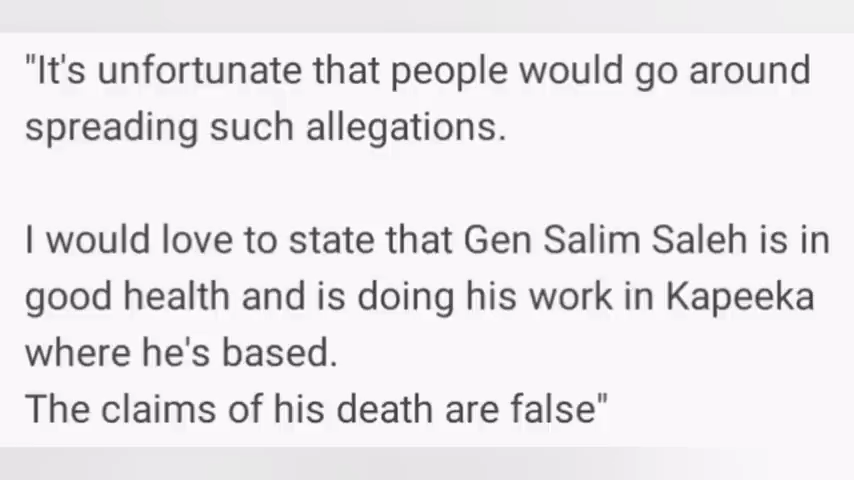 "It's unfortunate that people would go around
spreading such allegations.
I would love to state that Gen Salim Saleh is in
good health and is doing his work in Kapeeka
where he's based.
The claims of his death are false"